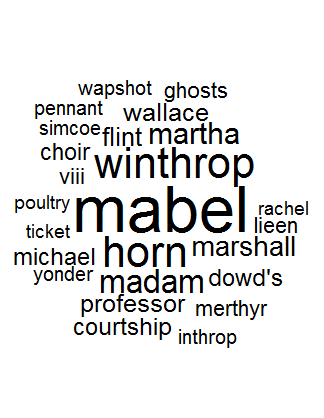 wapshot ghosts
pennant wallace
simcoe flint martha
choir winthrop
viii
poultry mabel rachel
ticket lieen
michael horn marshall
yonder madam dowd's
professor merthyr
courtship inthrop